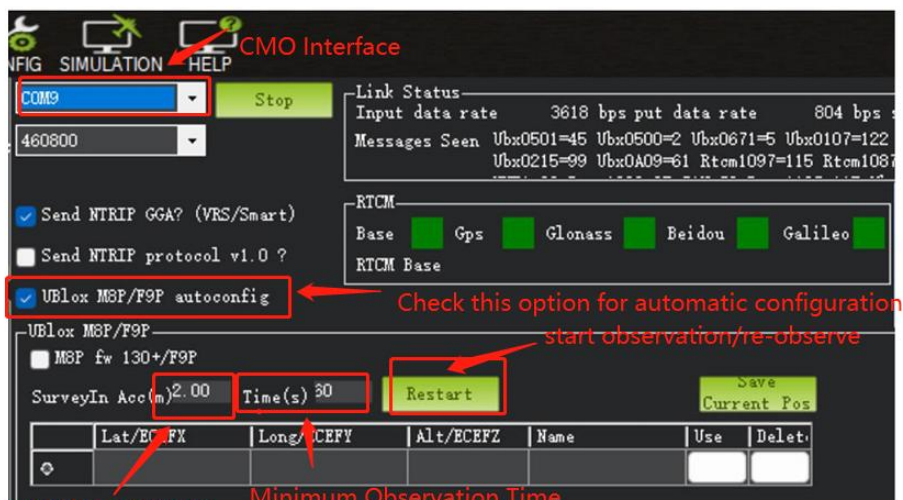 NFIG SIMULATION HELP
CMO Interface
COM9
Stop
460800
Link Status
Input data rate 3618 bps put data rate 804 bps s
Messages Seen Ubx0501=45 Ubx0500=2 Ubx0671=5 Ubx0107=122
Ubx0215=99 Ubx0A09=61 Rtcm1097=115 Rtcm1087
Send NTRIP GGA? (VRS/Smart)
Send NTRIP protocol v1.0 ?
UBlox M8P/F9P autoconfig
RTCM
Base Gps Glonass Beidou Galileo
RTCM Base
Check this option for automatic configuration
start observation/re-observe
UBlox M8P/F9P
M8P fw 130+/F9P
SurveyIn Acc(m) 2.00 Time(s) 60 Restart
Save
Current Pos
Lat/ECEFX Long/ECEFY Alt/ECEFZ Name Use Delet
Minimum Observation Time